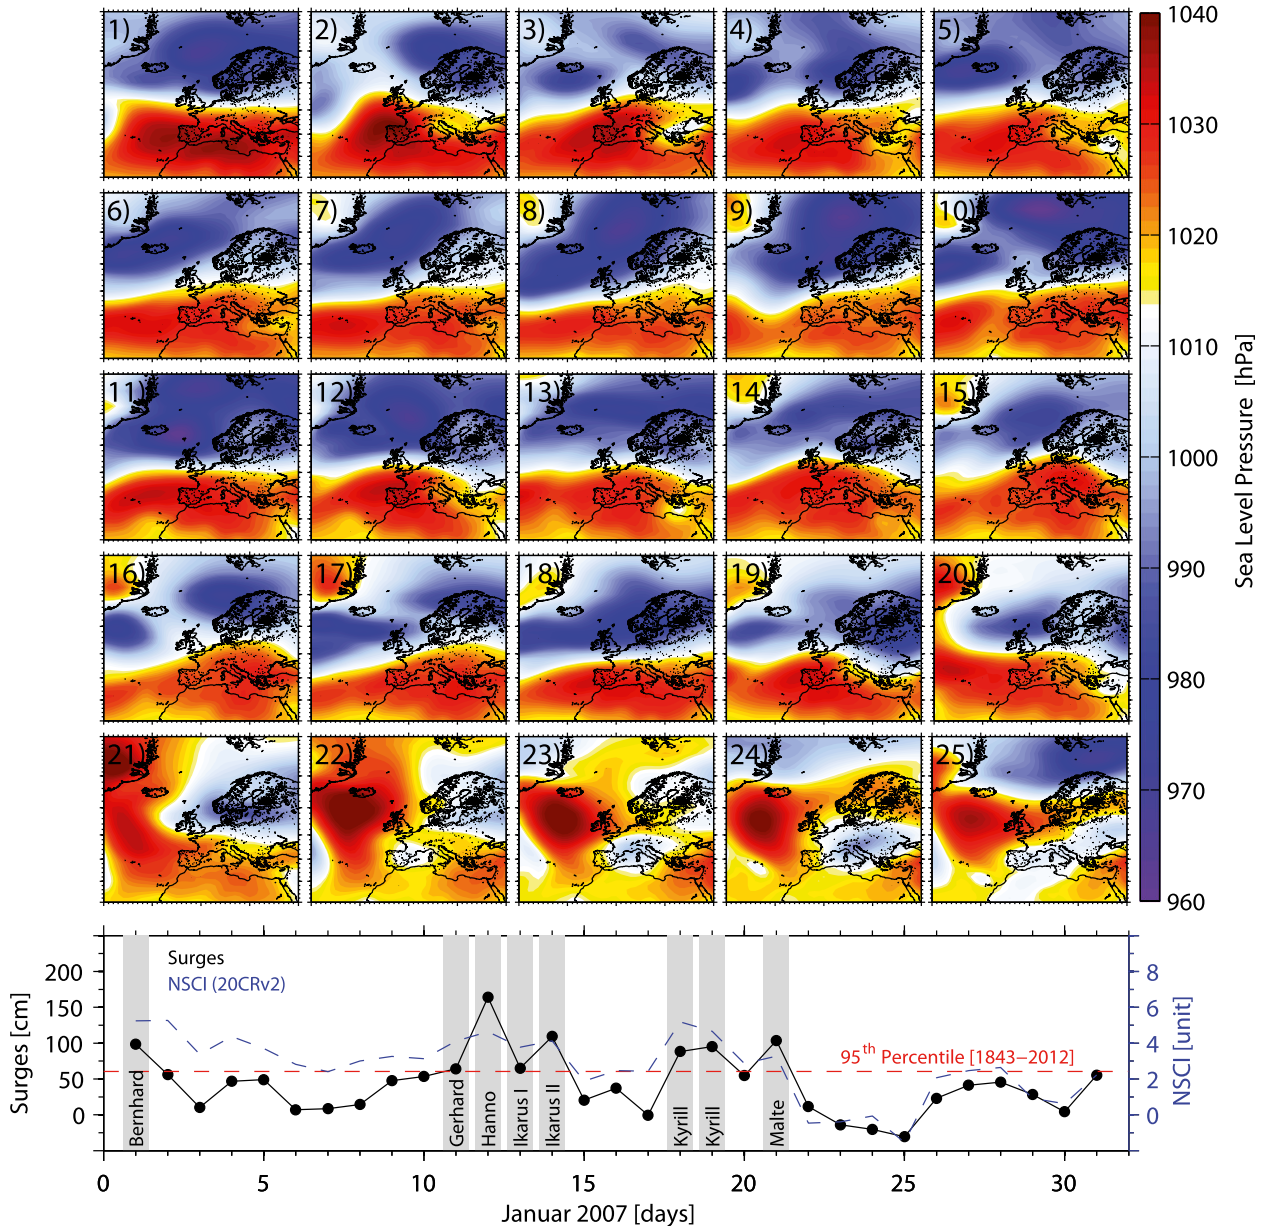 1) 2) 3) 4) 5)
6) 7) 8) 9) 10)
11) 12) 13) 14) 15)
16) 17) 18) 19) 20)
21) 22) 23) 24) 25)
1040
1030
1020
1010
1000
990
980
970
960
Sea Level Pressure [hPa]
Surges
NSCI (20CRv2)
95th Percentile [1843–2012]
Bernhard
Gerhard
Hanno
Ikarus I
Ikarus II
Kyrill
Kyrill
Malte
200
150
100
50
0
Surges [cm]
8
6
4
2
0
NSCI [unit]
0 5 10 15 20 25 30
Januar 2007 [days]